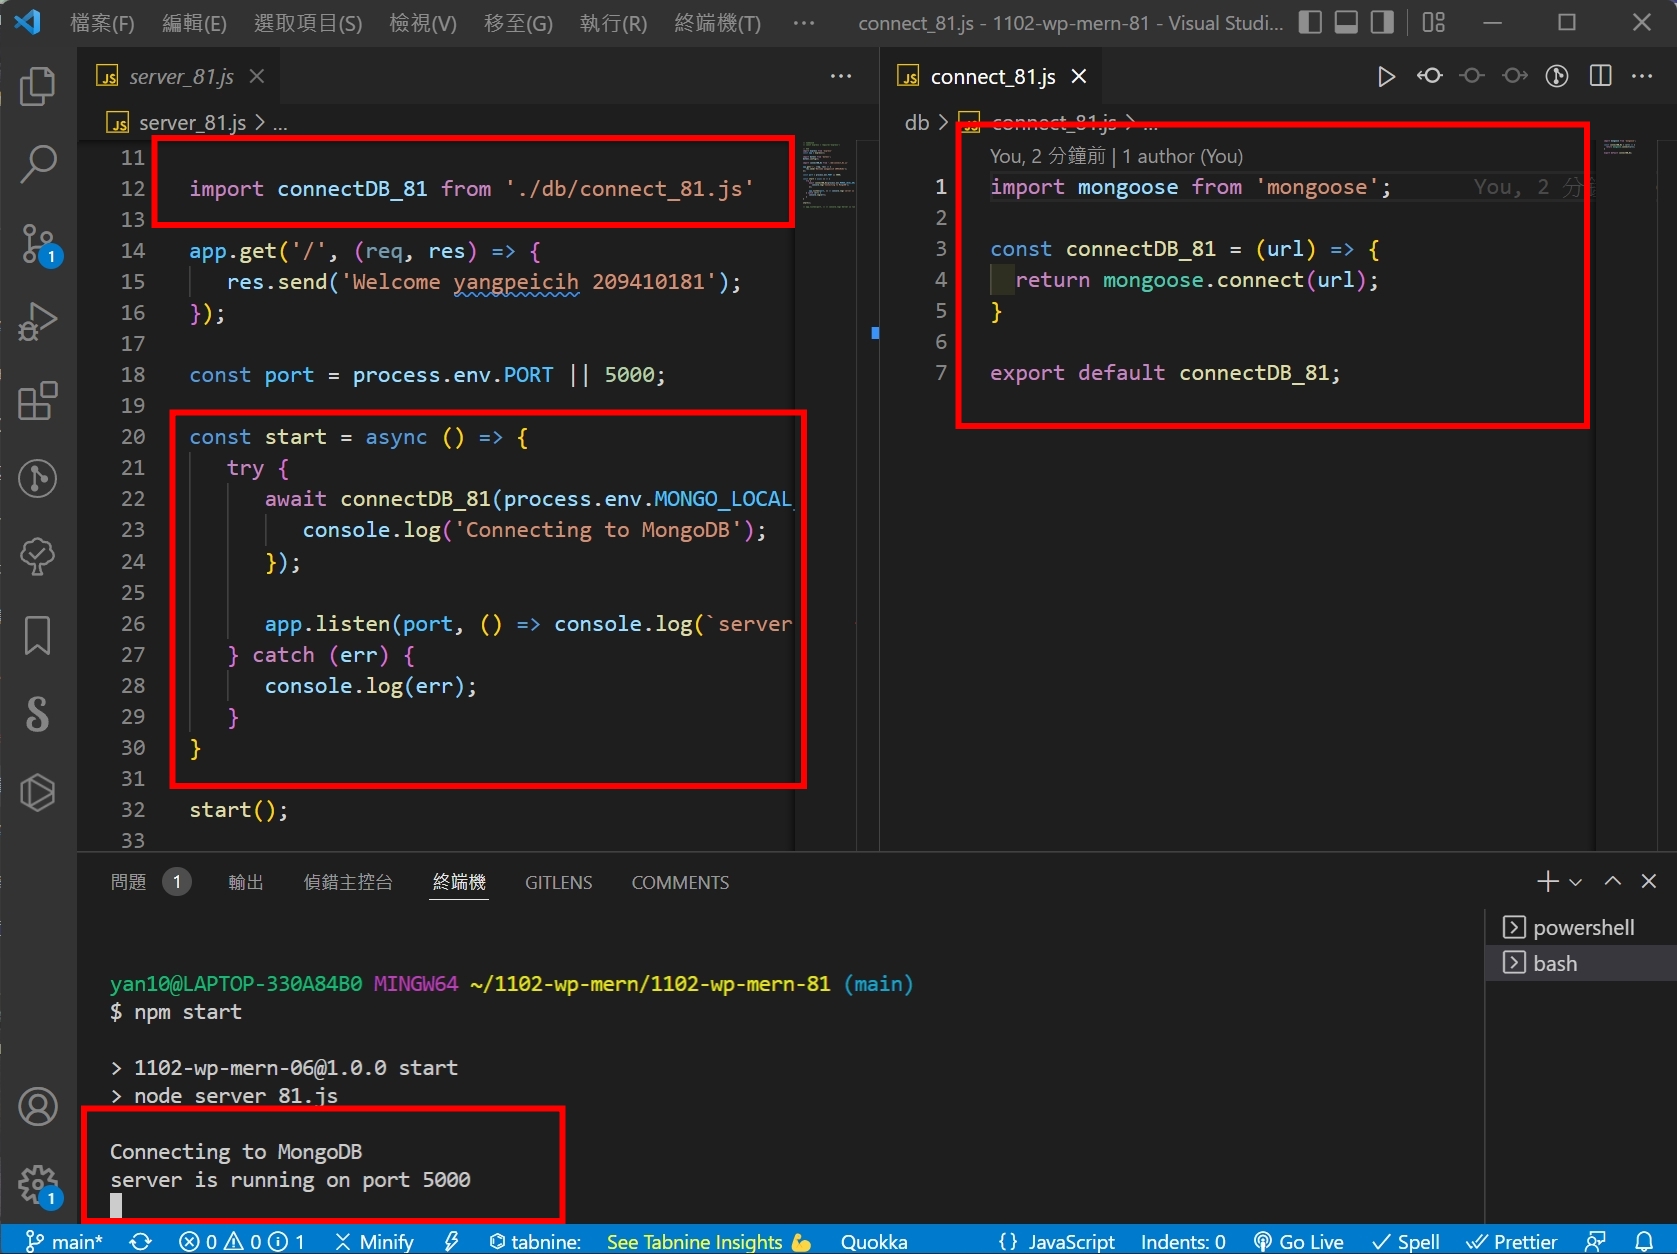 檔案(F) 編輯(E) 選取項目(S) 檢視(V) 移至(G) 執行(R) 終端機(T) ··· connect_81.js - 1102-wp-mern-81 - Visual Studi...
JS server_81.js
JS server_81.js > ...
11
12 import connectDB_81 from './db/connect_81.js'
13
14 app.get('/', (req, res) => {
15 res.send('Welcome yangpeicih 209410181');
16 });
17
18 const port = process.env.PORT || 5000;
19
20 const start = async () => {
21 try {
22 await connectDB_81(process.env.MONGO_LOCAL_
23 console.log('Connecting to MongoDB');
24 });
25
26 app.listen(port, () => console.log(`server
27 } catch (err) {
28 console.log(err);
29 }
30 }
31
32 start();
33
JS connect_81.js
db > JS connect_81.js > ...
You, 2 分鐘前 | 1 author (You)
1 import mongoose from 'mongoose'; You, 2 分鐘
2
3 const connectDB_81 = (url) => {
4 return mongoose.connect(url);
5 }
6
7 export default connectDB_81;
問題 1 輸出 偵錯主控台 終端機 GITLENS COMMENTS
powershell
bash
yan10@LAPTOP-330A84B0 MINGW64 ~/1102-wp-mern/1102-wp-mern-81 (main)
$ npm start
> 1102-wp-mern-06@1.0.0 start
> node server_81.js
Connecting to MongoDB
server is running on port 5000
1
1
main* 0 0 1 Minify tabnine: See Tabnine Insights Quokka {} JavaScript Indents: 0 Go Live Spell Prettier